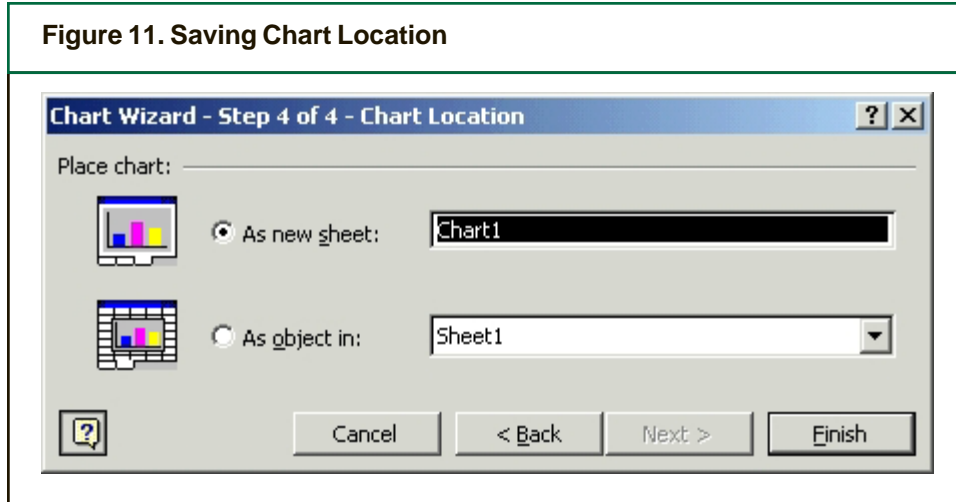 Figure 11. Saving Chart Location
Chart Wizard - Step 4 of 4 - Chart Location
Place chart:
As new sheet: Chart1
As object in: Sheet1
Cancel < Back Next > Finish